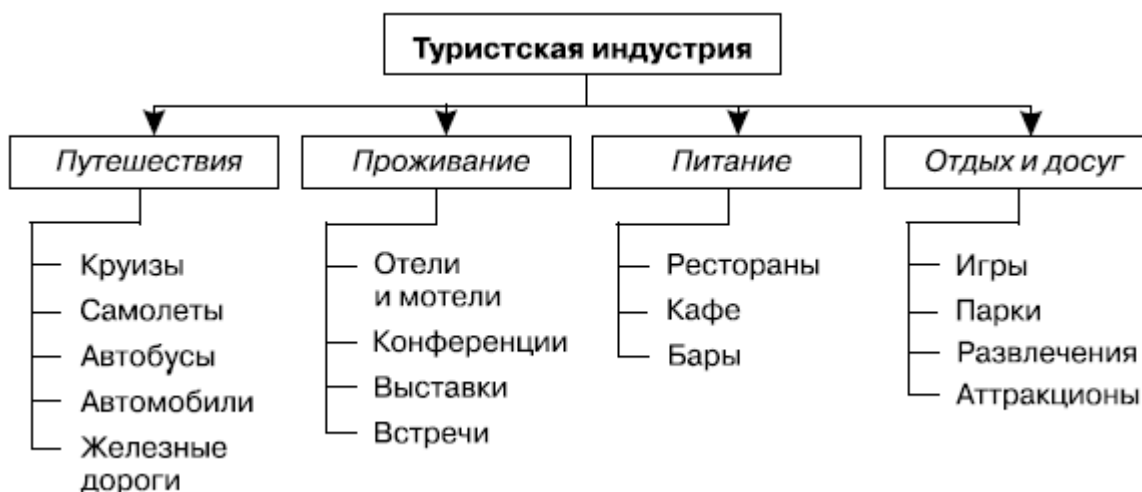 Туристская индустрия
Путешествия
Круизы
Самолеты
Автобусы
Автомобили
Железные
дороги
Проживание
Отели
и мотели
Конференции
Выставки
Встречи
Питание
Рестораны
Кафе
Бары
Отдых и досуг
Игры
Парки
Развлечения
Аттракционы